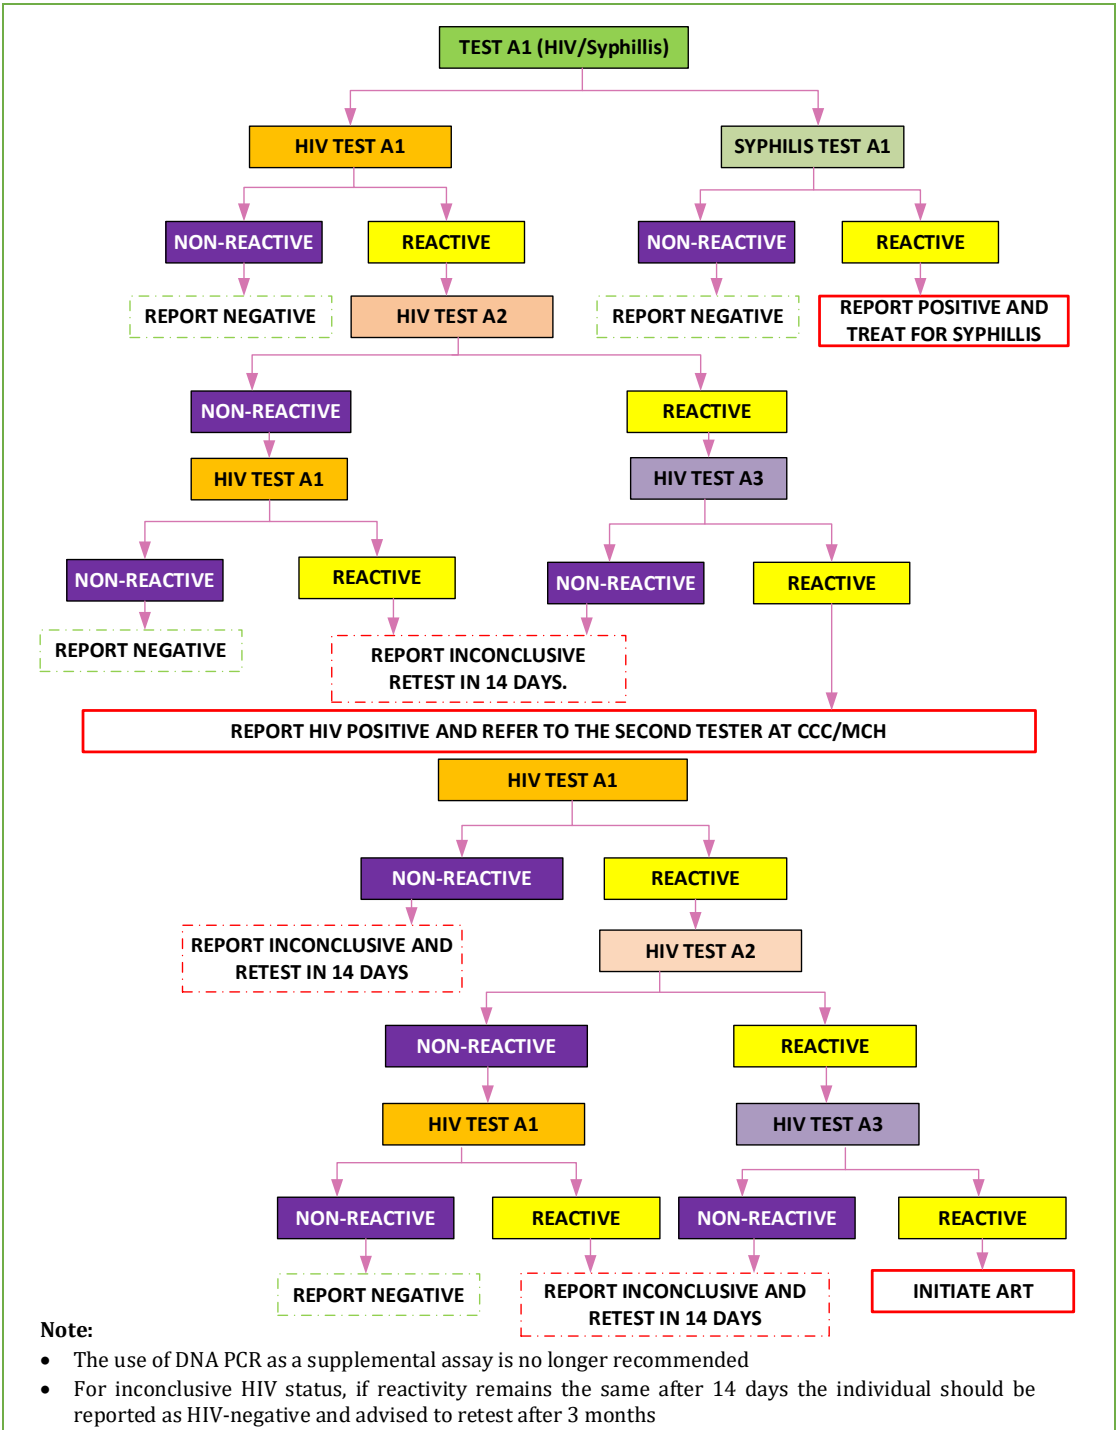 TEST A1 (HIV/Syphillis)
HIV TEST A1
SYPHILIS TEST A1
NON-REACTIVE
REACTIVE
NON-REACTIVE
REACTIVE
REPORT NEGATIVE
HIV TEST A2
REPORT NEGATIVE
REPORT POSITIVE AND
TREAT FOR SYPHILLIS
NON-REACTIVE
REACTIVE
HIV TEST A1
HIV TEST A3
NON-REACTIVE
REACTIVE
NON-REACTIVE
REACTIVE
REPORT NEGATIVE
REPORT INCONCLUSIVE
RETEST IN 14 DAYS.
REPORT HIV POSITIVE AND REFER TO THE SECOND TESTER AT CCC/MCH
HIV TEST A1
NON-REACTIVE
REACTIVE
REPORT INCONCLUSIVE AND
RETEST IN 14 DAYS
HIV TEST A2
NON-REACTIVE
REACTIVE
HIV TEST A1
HIV TEST A3
NON-REACTIVE
REACTIVE
NON-REACTIVE
REACTIVE
REPORT NEGATIVE
REPORT INCONCLUSIVE AND
RETEST IN 14 DAYS
INITIATE ART
Note:
• The use of DNA PCR as a supplemental assay is no longer recommended
• For inconclusive HIV status, if reactivity remains the same after 14 days the individual should be
reported as HIV-negative and advised to retest after 3 months